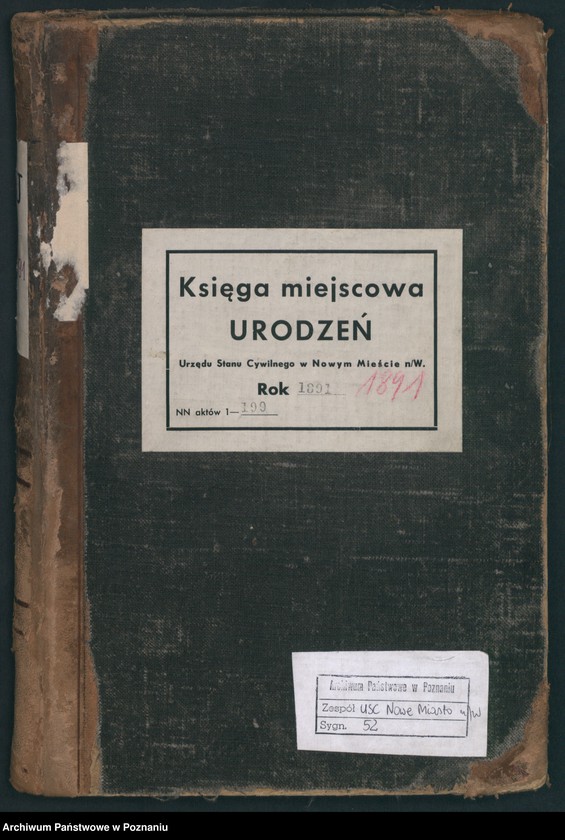 U
Księga miejscowa
URODZEŃ
Urzędu Stanu Cywilnego w Nowym Mieście n/W.
Rok 1891 1891
NN aktów 1—199
Archiwum Państwowe w Poznaniu
Zespół USC Nowe Miasto n/W
Sygn. 52
Archiwum Państwowe w Poznaniu